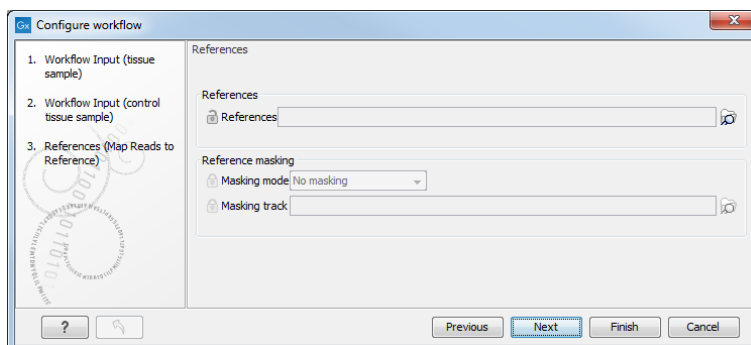 Gx Configure workflow
X
1. Workflow Input (tissue
sample)
2. Workflow Input (control
tissue sample)
3. References (Map Reads to
Reference)
References
References
References
Reference masking
Masking mode No masking
Masking track
? Previous Next Finish Cancel